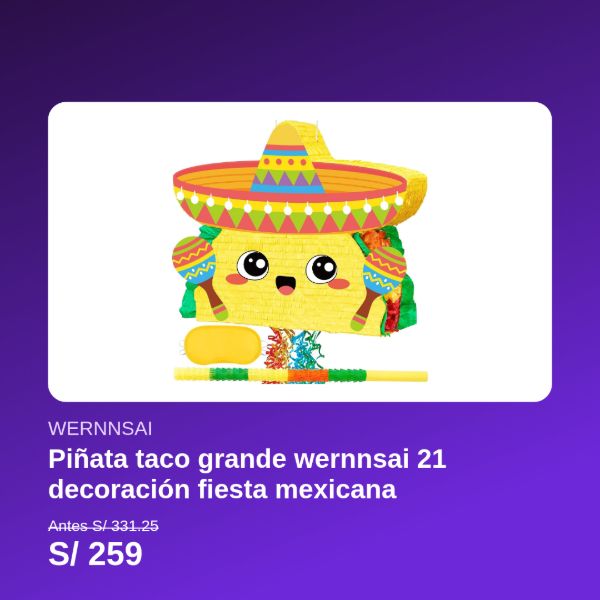 WERNNSAI
Piñata taco grande wernnsai 21
decoración fiesta mexicana
Antes S/ 331.25
S/ 259